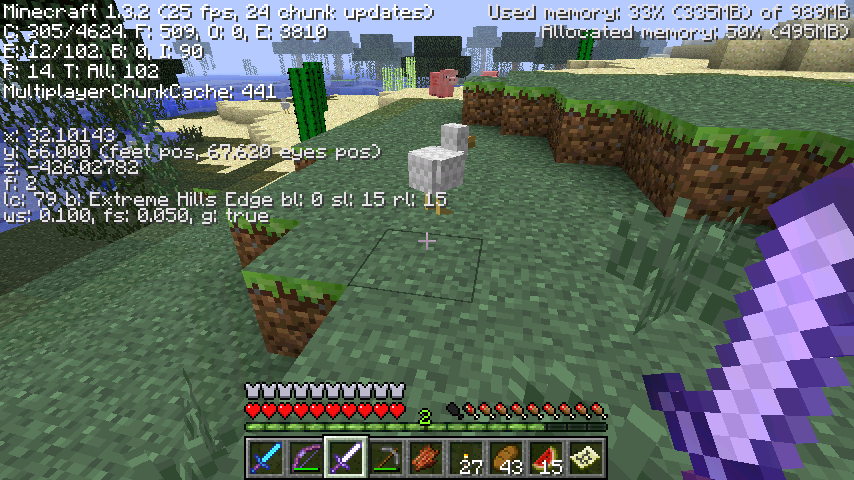 Minecraft 1.3.2 (25 fps, 24 chunk updates)
Used memory: 33% (335MB) of 989MB
C: 305/4624. F: 509, O: 0, E: 3810
Allocated memory: 50% (495MB)
E: 12/102. B: 0, I: 90
P: 14. T: All: 102
MultiplayerChunkCache: 441
x: 32.10143
y: 66.000 (feet pos, 67.620 eyes pos)
z: -426.02782
f: 2
lc: 79 b: Extreme Hills Edge bl: 0 sl: 15 rl: 15
ws: 0.100, fs: 0.050, g: true
2
27
43
15